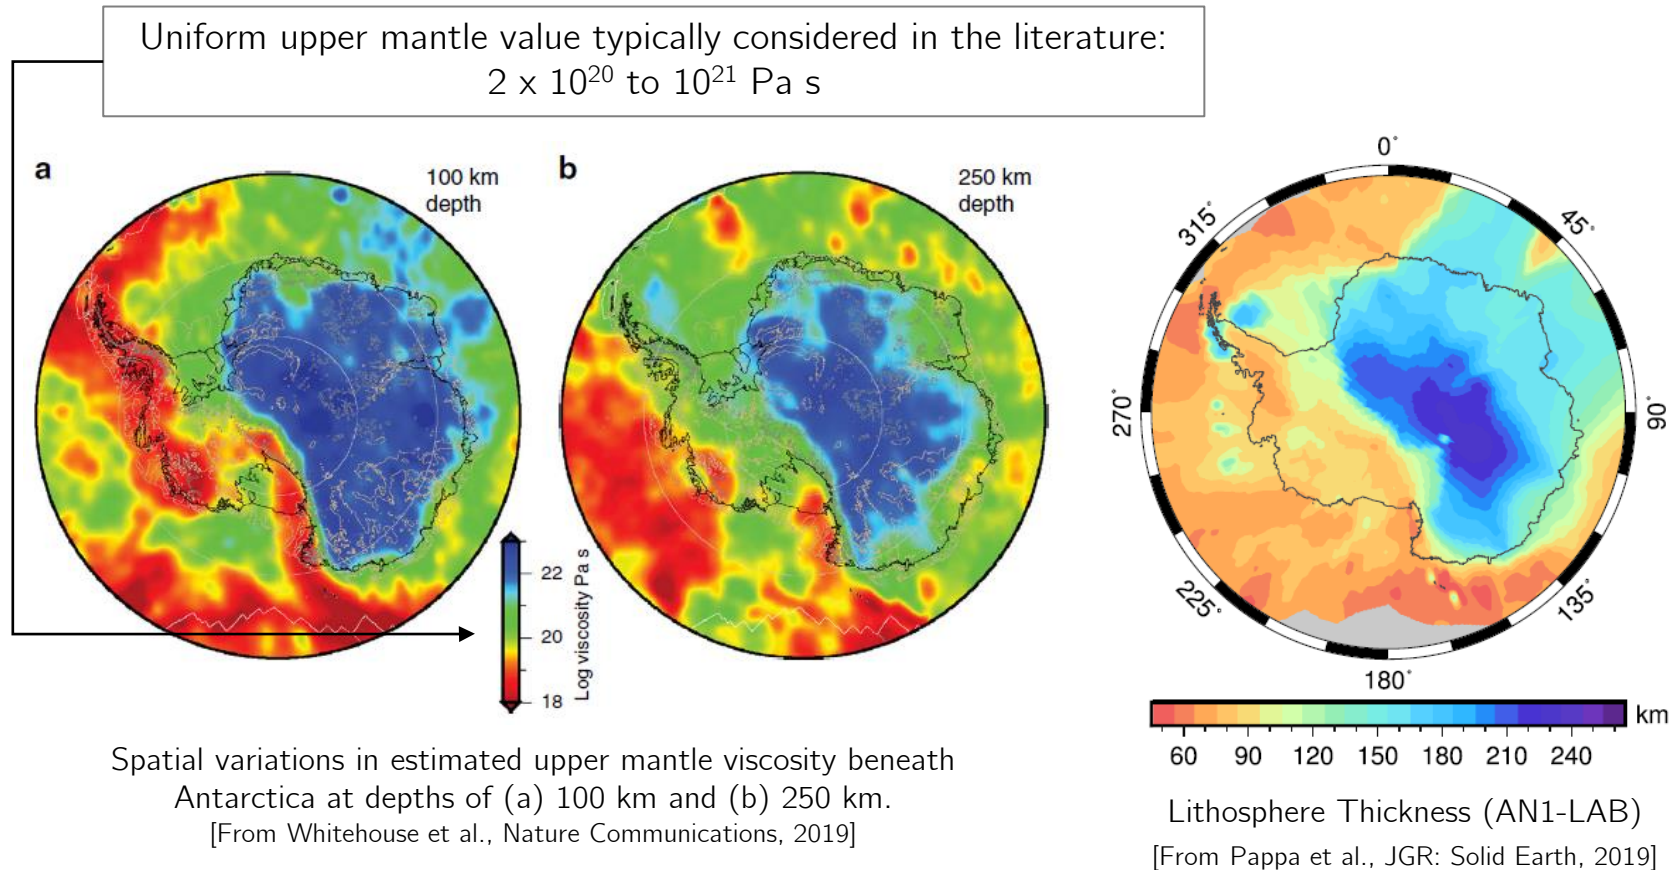 Uniform upper mantle value typically considered in the literature:
2 x 10²⁰ to 10²¹ Pa s
a
100 km
depth
b
250 km
depth
22
20
18
Log viscosity Pa s
0°
45°
90°
135°
180°
225°
270°
315°
km
60 90 120 150 180 210 240
Spatial variations in estimated upper mantle viscosity beneath
Antarctica at depths of (a) 100 km and (b) 250 km.
[From Whitehouse et al., Nature Communications, 2019]
Lithosphere Thickness (AN1-LAB)
[From Pappa et al., JGR: Solid Earth, 2019]